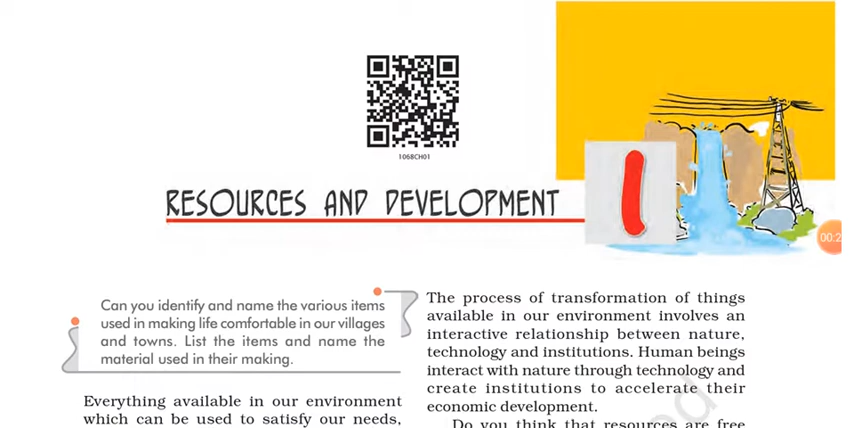 1068CH01
RESOURCES AND DEVELOPMENT
I
00:2
Can you identify and name the various items
used in making life comfortable in our villages
and towns. List the items and name the
material used in their making.
Everything available in our environment
which can be used to satisfy our needs,
The process of transformation of things
available in our environment involves an
interactive relationship between nature,
technology and institutions. Human beings
interact with nature through technology and
create institutions to accelerate their
economic development.
Do you think that resources are free